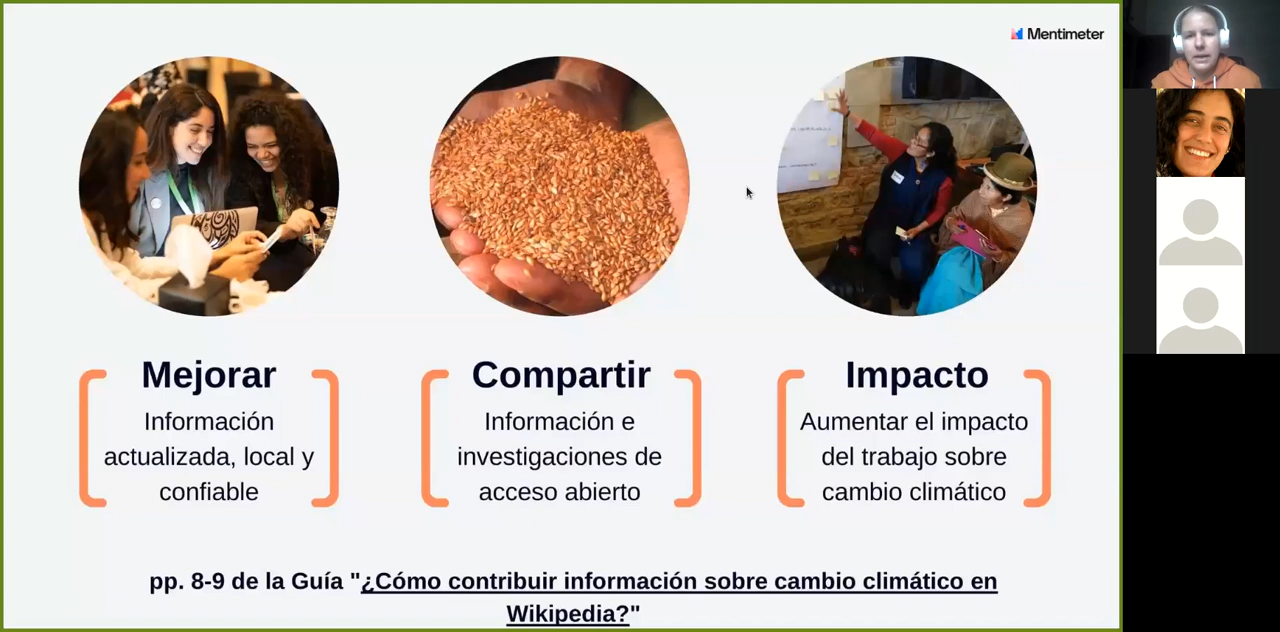 Mentimeter
Mejorar
Información
actualizada, local y
confiable
Compartir
Información e
investigaciones de
acceso abierto
Impacto
Aumentar el impacto
del trabajo sobre
cambio climático
pp. 8-9 de la Guía "¿Cómo contribuir información sobre cambio climático en
Wikipedia?"